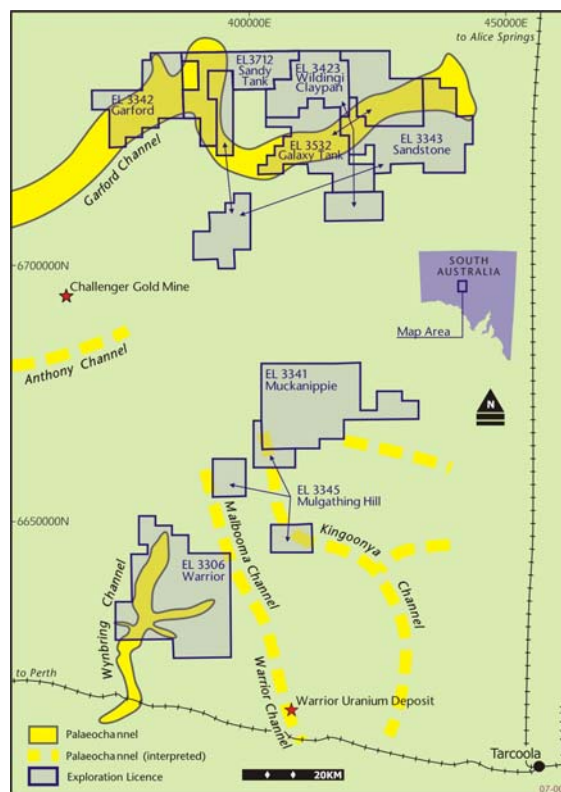 400000E
450000E
to Alice Springs
EL3712
Sandy
Tank
EL 3423
Wildingi
Claypan
EL 3342
Garford
EL 3532
Galaxy Tank
EL 3343
Sandstone
Garford Channel
6700000N
Challenger Gold Mine
SOUTH
AUSTRALIA
Map Area
Anthony Channel
N
EL 3341
Muckanippie
EL 3345
Mulgathing Hill
6650000N
Malbooma Channel
Kingoonya
Channel
EL 3306
Warrior
Wynbring Channel
to Perth
Warrior Channel
Warrior Uranium Deposit
Palaeochannel
Palaeochannel (interpreted)
Exploration Licence
20KM
Tarcoola